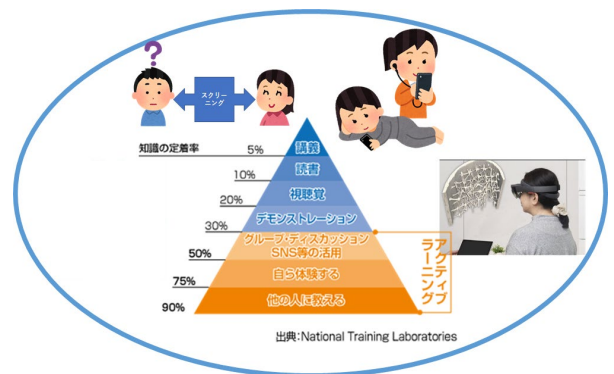 ?
スクリー
ニング
知識の定着率
5%
講義
10%
読書
20%
視聴覚
30%
デモンストレーション
50%
グループ・ディスカッション
SNS等の活用
75%
自ら体験する
90%
他の人に教える
アクティブ
ラーニング
出典:National Training Laboratories